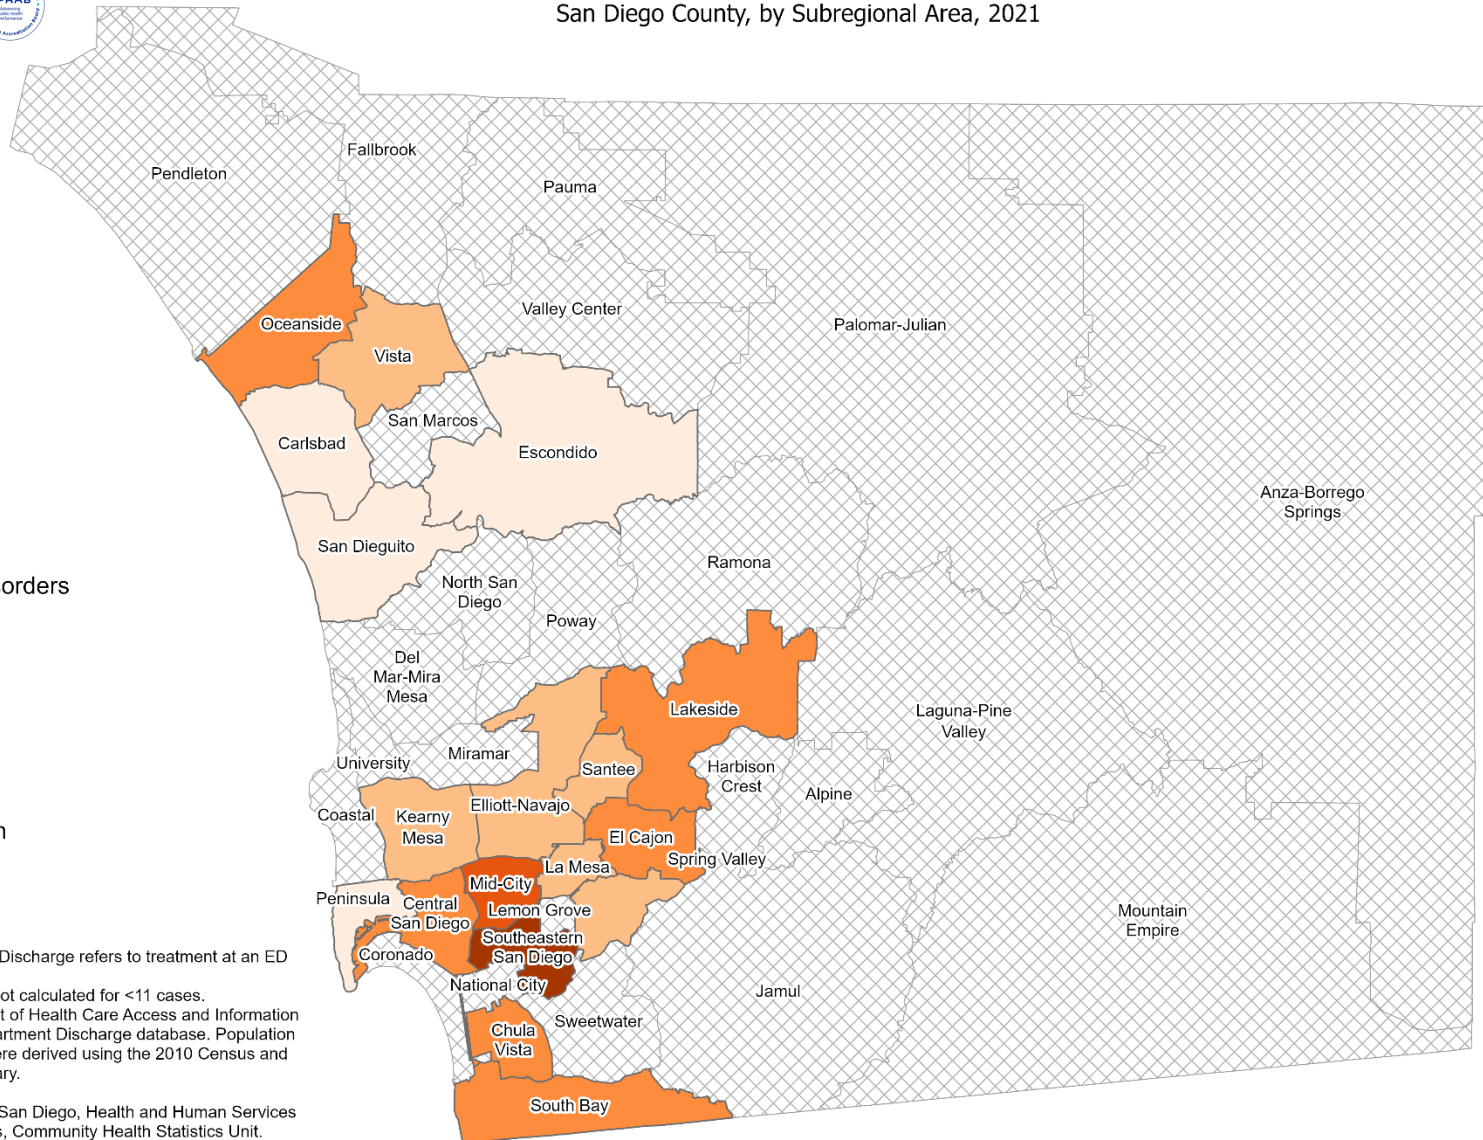 San Diego County, by Subregional Area, 2021
Advancing
Fallbrook
Pendleton
Pauma
Valley Center
Oceanside
Palomar-Julian
Vista
San Marcos
Carlsbad
Escondido
Anza-Borrego
Springs
San Dieguito
Ramona
North San
Diego
orders
Poway
Del
Mar-Mira
Mesa
Lakeside
Laguna-Pine
Valley
Miramar
University
Santee
Harbison
Crest
Alpine
Elliott-Navajo
Coastal
Kearny
Mesa
n
El Cajon
Spring Valley
La Mesa
Mid-City
Peninsula
Central
San Diego
Lemon Grove
Mountain
Empire
Southeastern
San Diego
Coronado
Discharge refers to treatment at an ED
National City
Jamul
ot calculated for <11 cases.
t of Health Care Access and Information
artment Discharge database. Population
ere derived using the 2010 Census and
ary.
Sweetwater
Chula
Vista
South Bay
San Diego, Health and Human Services
s, Community Health Statistics Unit.